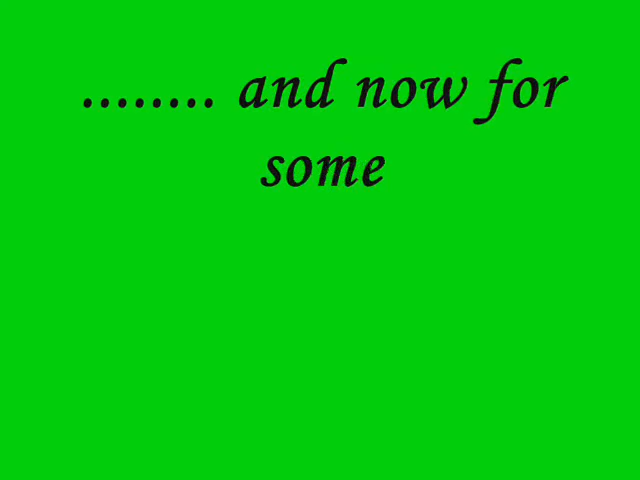 ........ and now for
some